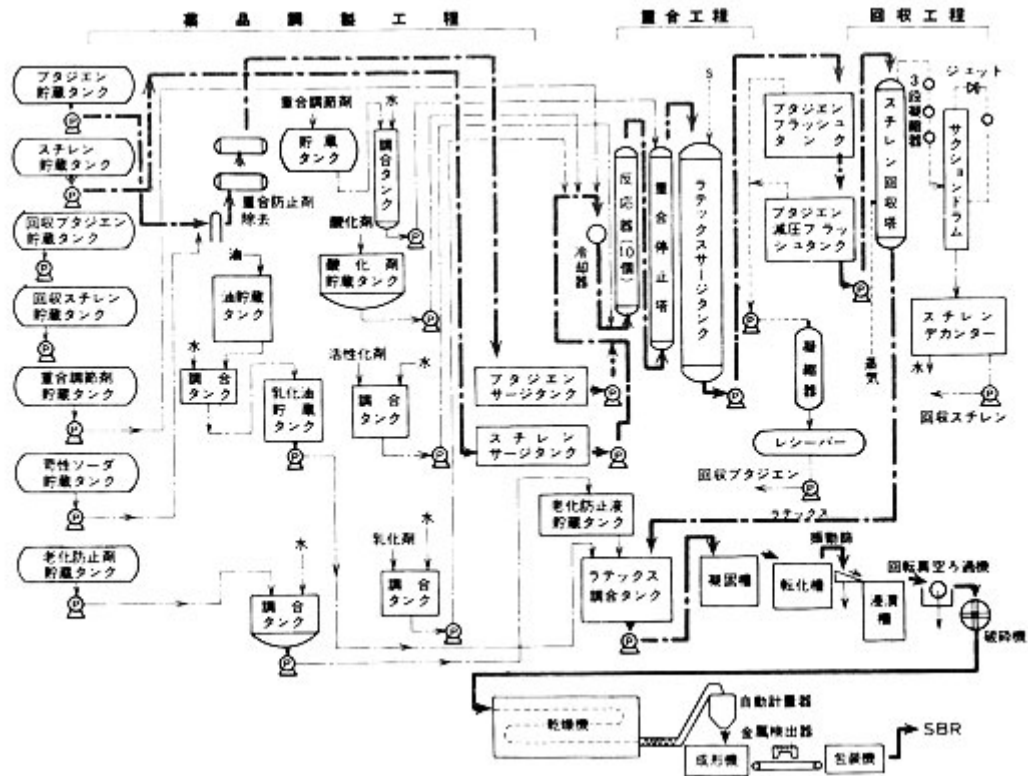 薬品調製工程
重合工程
回収工程
ブタジエン
貯蔵タンク
P
スチレン
貯蔵タンク
P
回収ブタジエン
貯蔵タンク
P
回収スチレン
貯蔵タンク
P
重合調節剤
貯蔵タンク
P
苛性ソーダ
貯蔵タンク
P
老化防止剤
貯蔵タンク
P
重合防止剤
除去
油
油貯蔵
タンク
水
調合
タンク
乳化油
貯蔵
タンク
P
水
調合
タンク
P
重合調節剤
貯蔵
タンク
水
調合タンク
P
酸化剤
酸化剤
貯蔵タンク
P
活性化剤
水
調合
タンク
P
乳化剤
水
調合
タンク
P
ブタジエン
サージタンク
P
スチレン
サージタンク
P
冷却器
反応器(10個)
重合停止塔
S
ラテックスサージタンク
P
ブタジエン
フラッシュタ
ンク
ブタジエン
減圧フラッ
シュタンク
P
P
凝縮器
レシーバー
回収ブタジエン
P
ラテックス
スチレン回収塔
蒸気
3段凝縮器
ジェット
サクションドラム
スチレン
デカンター
水
P
回収スチレン
老化防止液
貯蔵タンク
ラテックス
調合タンク
P
凝固槽
転化槽
振動篩
浸漬
槽
回転真空ろ過機
破砕機
乾燥機
自動計量器
金属検出器
成形機
包装機
SBR